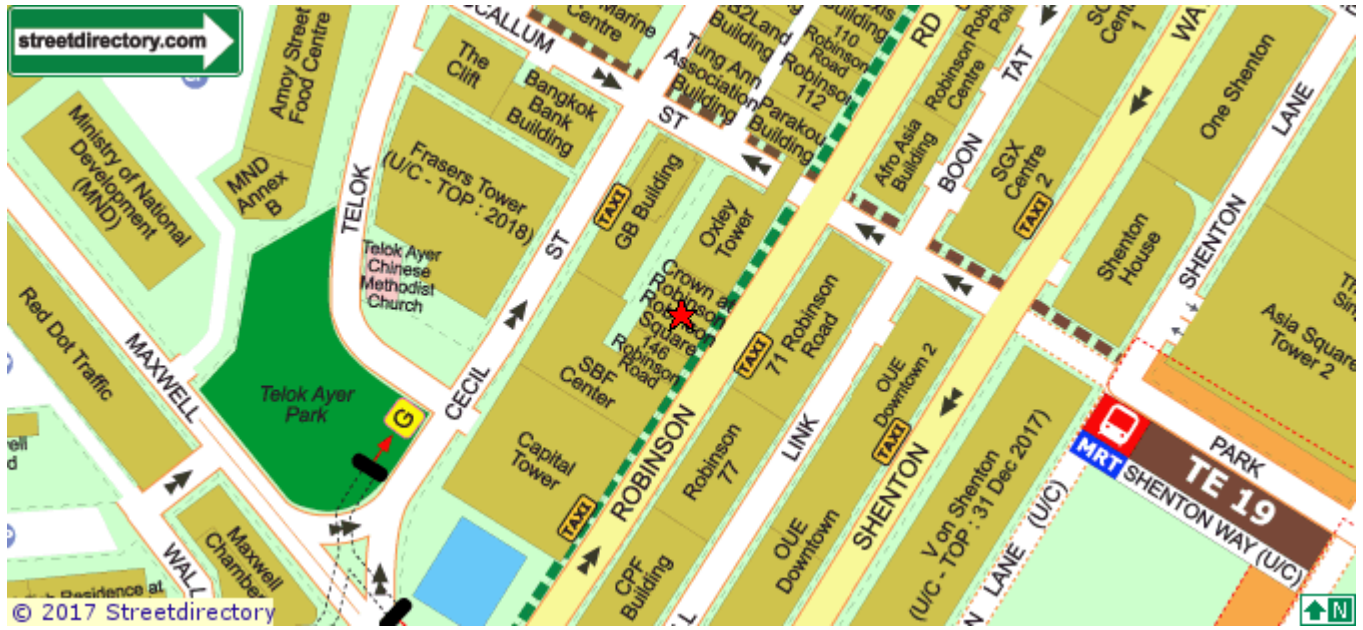 streetdirectory.com
Amoy Street
Food Centre
The
Clift
Bangkok
Bank
Building
Marine
Centre
Tung Ann
Association
Building
110
Robinson
Road
Robinson
112
Parakou
Building
RD
Robinson
Centre
TAT
BOON
Afro Asia
Building
SGX
Centre
2
TAXI
1
One Shenton
LANE
SHENTON
Shenton
House
Ministry of National
Development
(MND)
MND
Annex
B
TELOK
Frasers Tower
(U/C - TOP : 2018)
Telok Ayer
Chinese
Methodist
Church
ST
ST
TAXI
GB Building
Oxley
Tower
Crown at
Robinson
Robinson
Square
146
Robinson
Road
SBF
Center
Capital
Tower
TAXI
TAXI
71 Robinson
Road
OUE
Downtown 2
TAXI
Asia Square
Tower 2
Red Dot Traffic
MAXWELL
Telok Ayer
Park
G
CECIL
ROBINSON
Robinson
77
LINK
SHENTON
OUE
Downtown
CPF
Building
V on Shenton
(U/C - TOP : 31 Dec 2017)
LANE (U/C)
MRT
TE 19
PARK
SHENTON WAY (U/C)
Maxwell
WALL
Residence at
© 2017 Streetdirectory
N